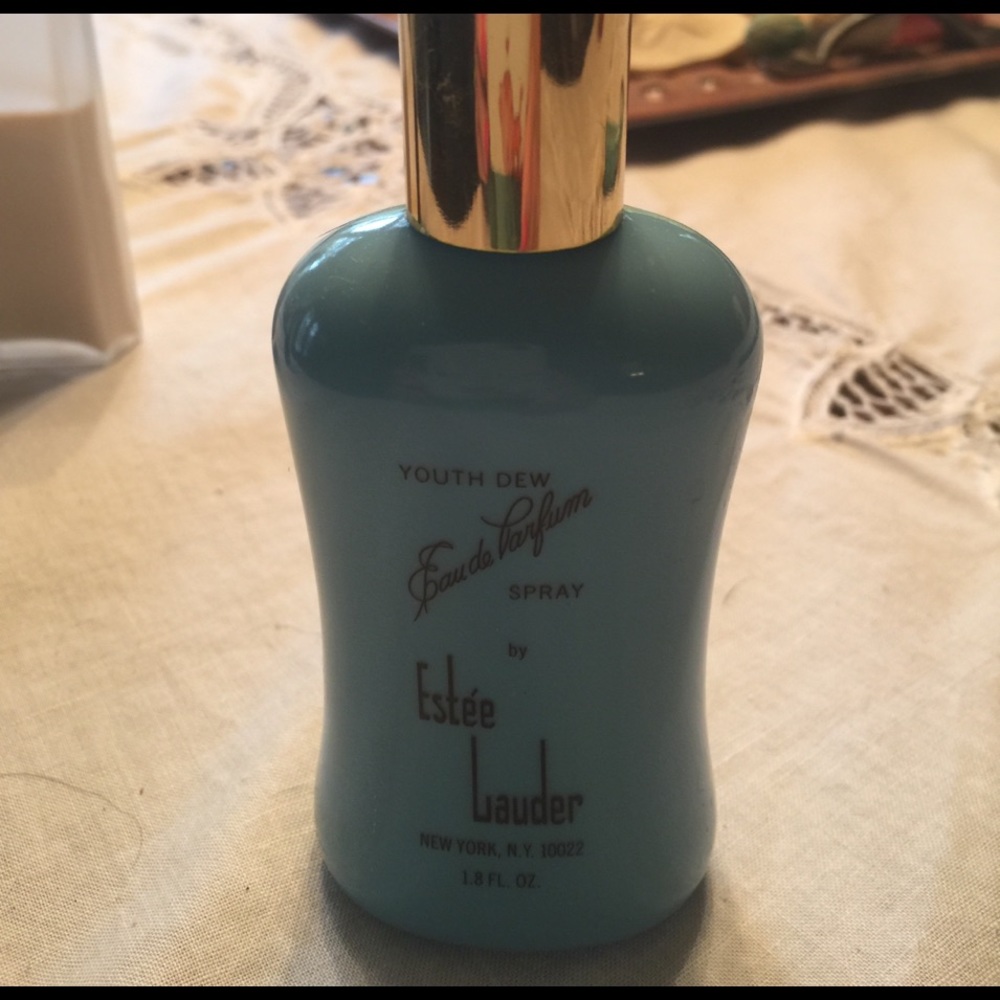 YOUTH DEW
Eau de Parfum
SPRAY
by
Estée
Lauder
NEW YORK, N.Y. 10022
1.8 FL. OZ.